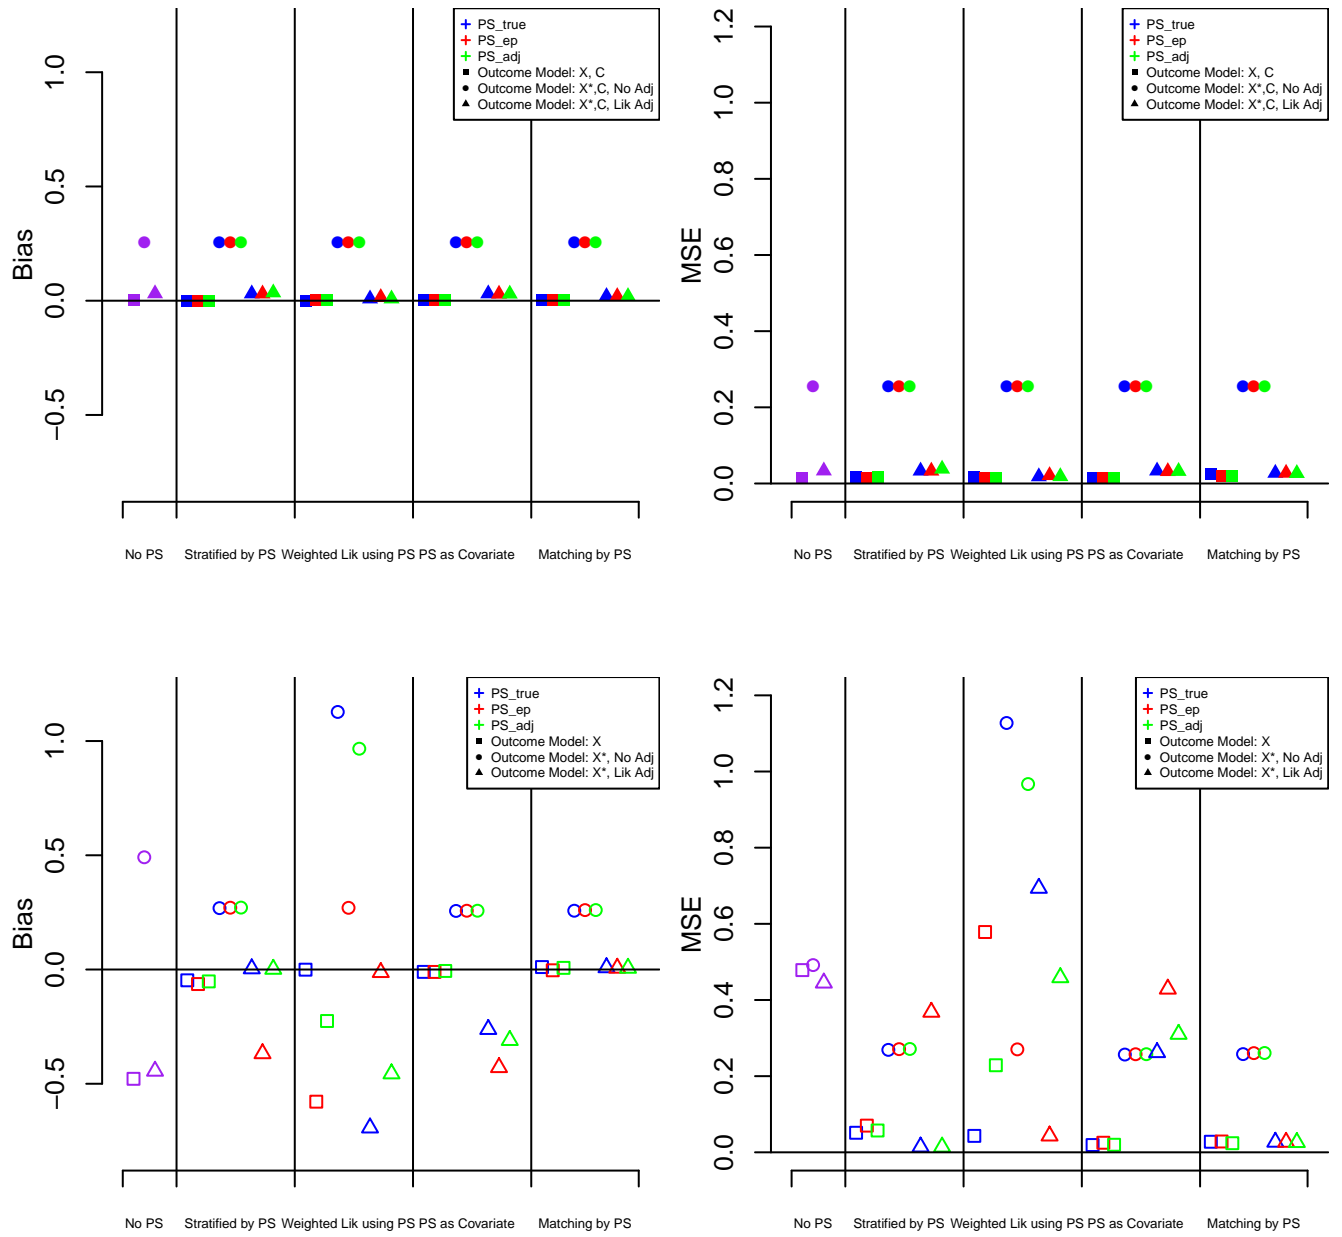 Bias
1.0
0.5
0.0
−0.5
PS_true
PS_ep
PS_adj
Outcome Model: X, C
Outcome Model: X*,C, No Adj
Outcome Model: X*,C, Lik Adj
No PS
Stratified by PS
Weighted Lik using PS
PS as Covariate
Matching by PS
MSE
1.2
1.0
0.8
0.6
0.4
0.2
0.0
PS_true
PS_ep
PS_adj
Outcome Model: X, C
Outcome Model: X*,C, No Adj
Outcome Model: X*,C, Lik Adj
No PS
Stratified by PS
Weighted Lik using PS
PS as Covariate
Matching by PS
Bias
1.0
0.5
0.0
−0.5
PS_true
PS_ep
PS_adj
Outcome Model: X
Outcome Model: X*, No Adj
Outcome Model: X*, Lik Adj
No PS
Stratified by PS
Weighted Lik using PS
PS as Covariate
Matching by PS
MSE
1.2
1.0
0.8
0.6
0.4
0.2
0.0
PS_true
PS_ep
PS_adj
Outcome Model: X
Outcome Model: X*, No Adj
Outcome Model: X*, Lik Adj
No PS
Stratified by PS
Weighted Lik using PS
PS as Covariate
Matching by PS